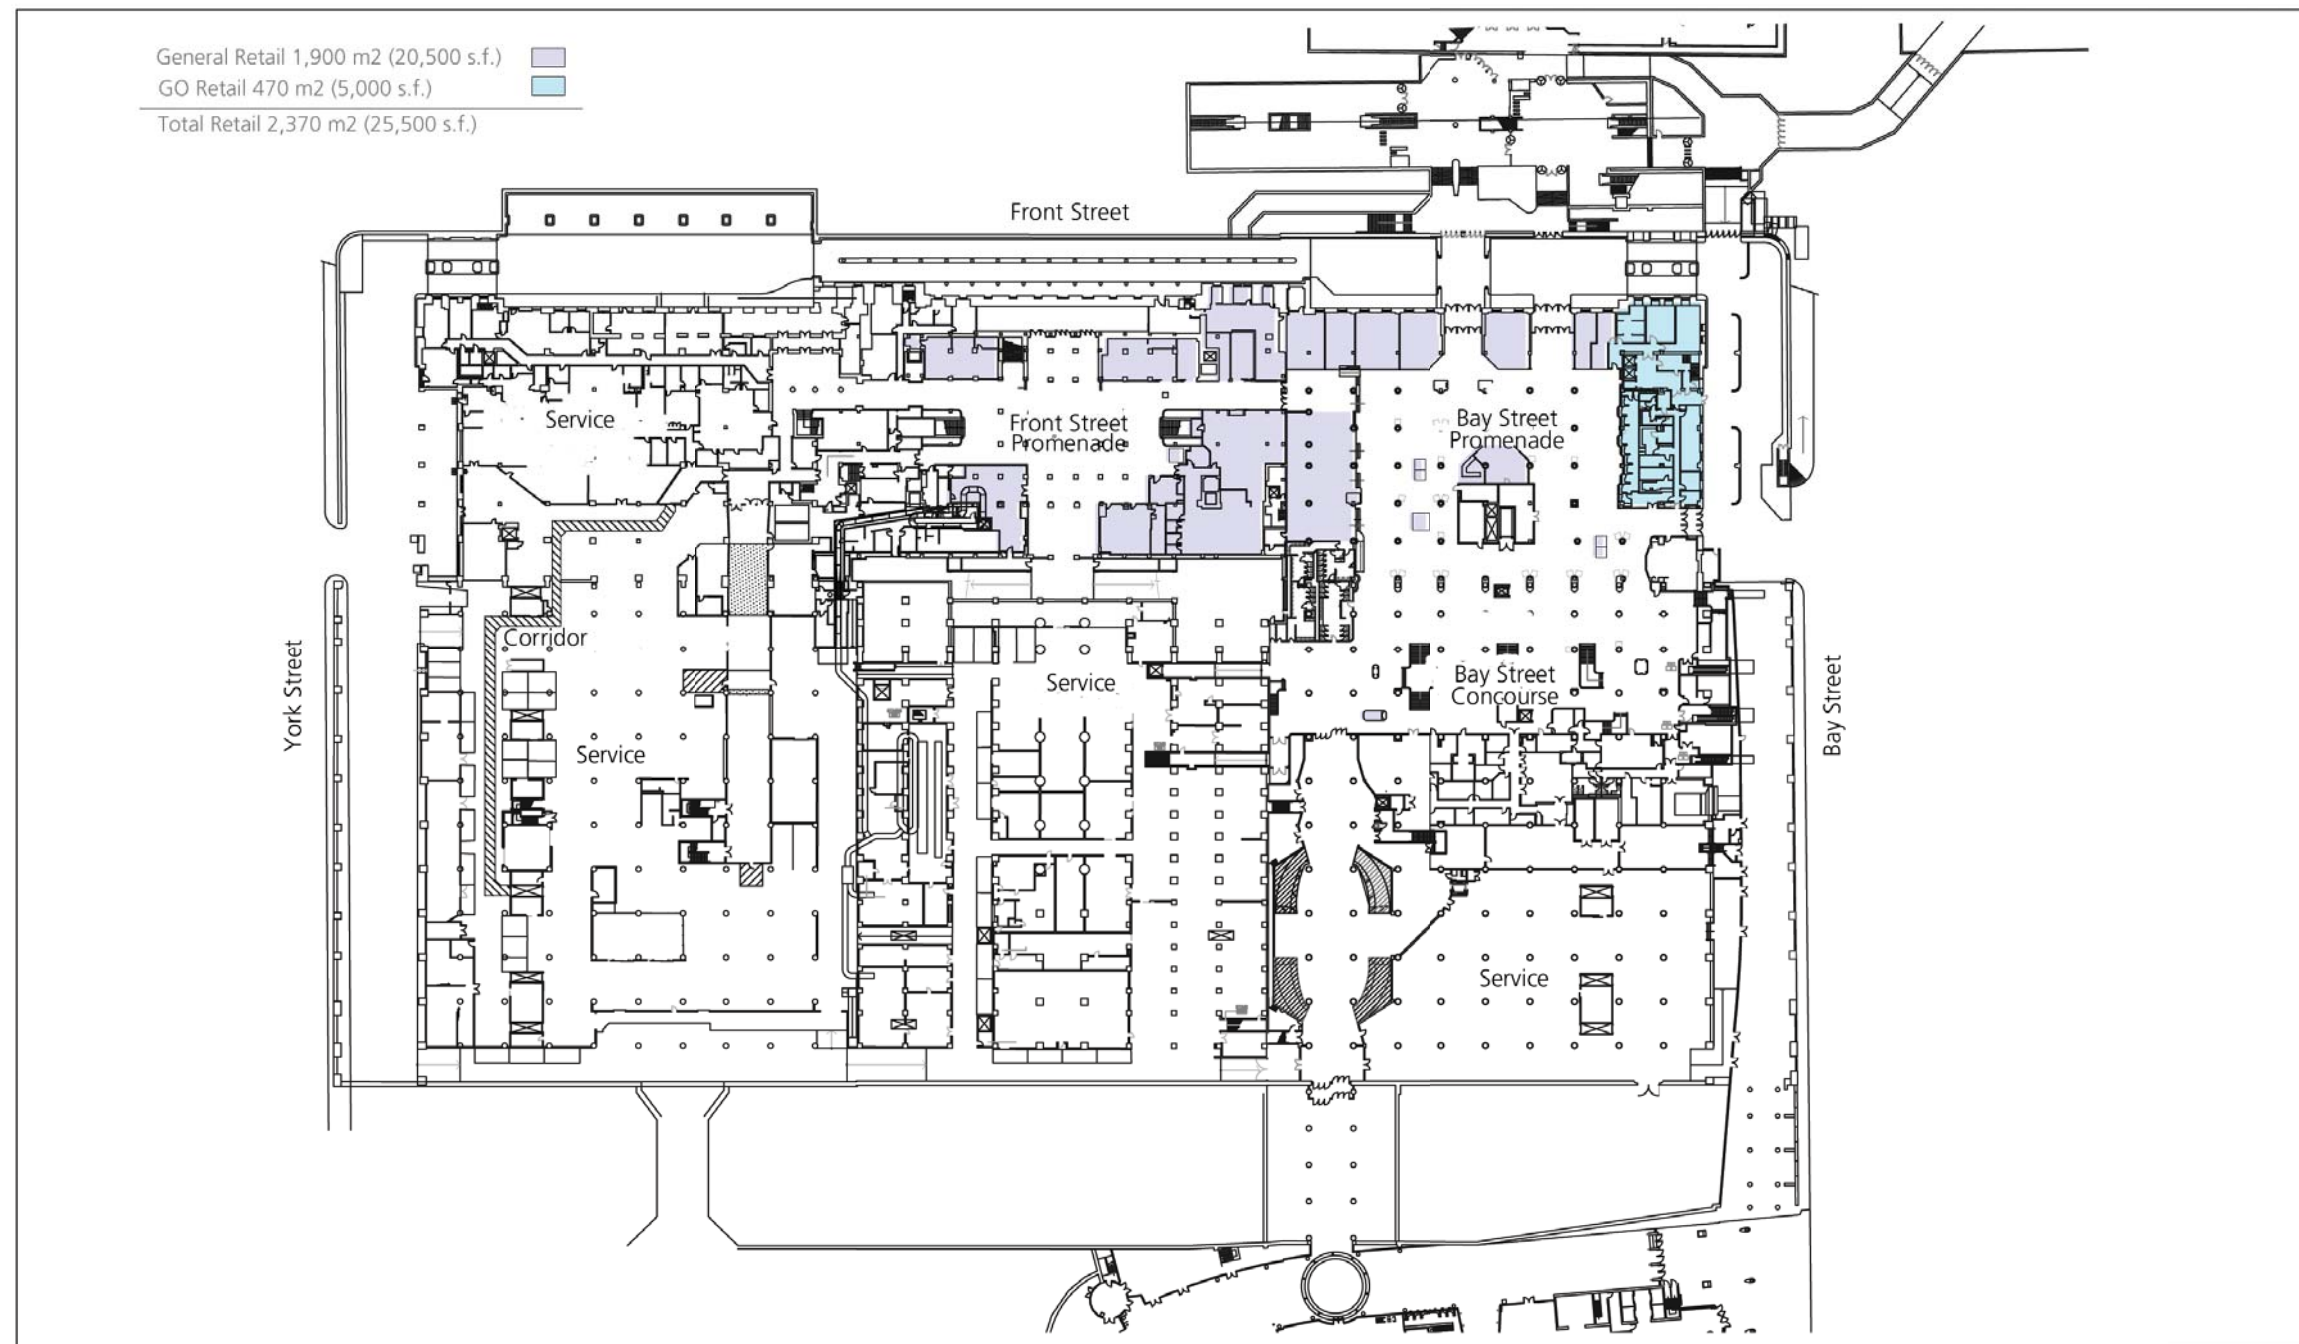 General Retail 1,900 m2 (20,500 s.f.)
GO Retail 470 m2 (5,000 s.f.)
Total Retail 2,370 m2 (25,500 s.f.)
Front Street
Service
Front Street
Promenade
Bay Street
Promenade
Corridor
Service
Bay Street
Concourse
York Street
Bay Street
Service
Service